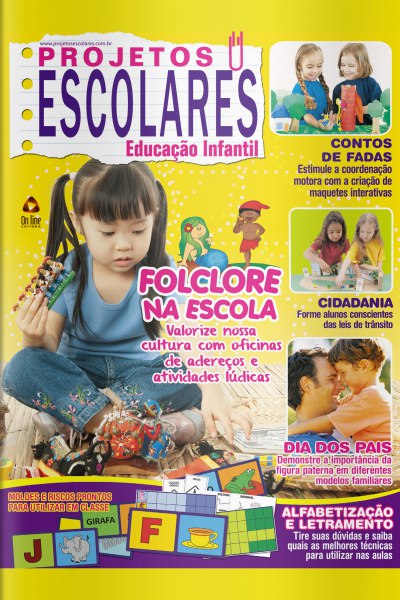 www.projetosescolares.com.br
PROJETOS
ESCOLARES
Educação Infantil
On line
EDITORA
CONTOS
DE FADAS
Estimule a coordenação
motora com a criação de
maquetes interativas
CIDADANIA
Forme alunos conscientes
das leis de trânsito
FOLCLORE
NA ESCOLA
Valorize nossa
cultura com oficinas
de adereços e
atividades lúdicas
DIA DOS PAIS
Demonstre a importância da
figura paterna em diferentes
modelos familiares
MOLDES E RISCOS PRONTOS
PARA UTILIZAR EM CLASSE
GIRAFA
J
F
ALFABETIZAÇÃO
E LETRAMENTO
Tire suas dúvidas e saiba
quais as melhores técnicas
para utilizar nas aulas